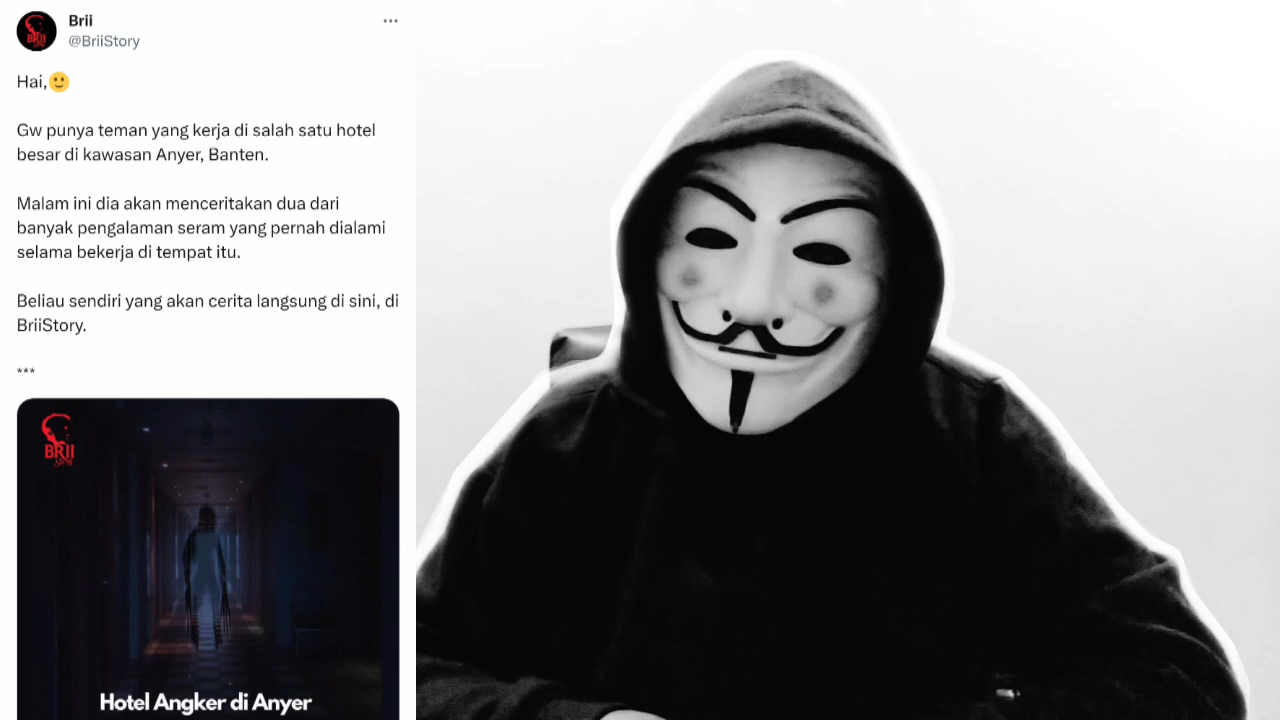 Brii
@BriiStory
Hai,🙂
Gw punya teman yang kerja di salah satu hotel
besar di kawasan Anyer, Banten.
Malam ini dia akan menceritakan dua dari
banyak pengalaman seram yang pernah dialami
selama bekerja di tempat itu.
Beliau sendiri yang akan cerita langsung di sini, di
BriiStory.
***
BRII
Story
Hotel Angker di Anyer